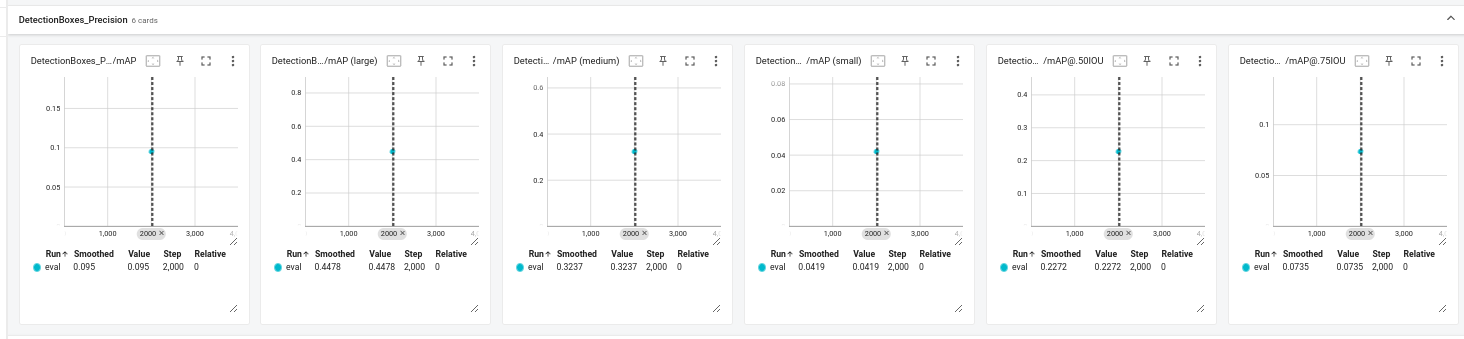 DetectionBoxes_Precision 6 cards
DetectionBoxes_P.../mAP
0.15
0.1
0.05
1,000 2000 ✕ 3,000
Run↑ Smoothed Value Step Relative
eval 0.095 0.095 2,000 0
DetectionB.../mAP (large)
0.8
0.6
0.4
0.2
1,000 2000 ✕ 3,000
Run↑ Smoothed Value Step Relative
eval 0.4478 0.4478 2,000 0
Detecti... /mAP (medium)
0.6
0.4
0.2
1,000 2000 ✕ 3,000
Run↑ Smoothed Value Step Relative
eval 0.3237 0.3237 2,000 0
Detection... /mAP (small)
0.08
0.06
0.04
0.02
1,000 2000 ✕ 3,000
Run↑ Smoothed Value Step Relative
eval 0.0419 0.0419 2,000 0
Detectio... /mAP@.50IOU
0.4
0.3
0.2
0.1
1,000 2000 ✕ 3,000
Run↑ Smoothed Value Step Relative
eval 0.2272 0.2272 2,000 0
Detectio... /mAP@.75IOU
0.1
0.05
1,000 2000 ✕ 3,000
Run↑ Smoothed Value Step Relative
eval 0.0735 0.0735 2,000 0